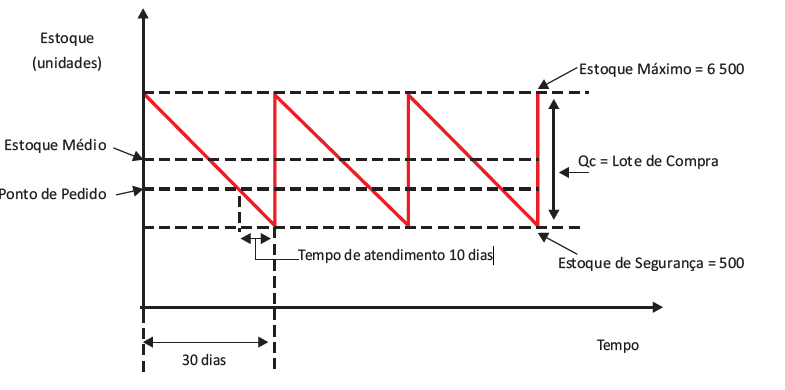 Estoque
(unidades)
Estoque Máximo = 6 500
Estoque Médio
Qc = Lote de Compra
Ponto de Pedido
Tempo de atendimento 10 dias
Estoque de Segurança = 500
Tempo
30 dias